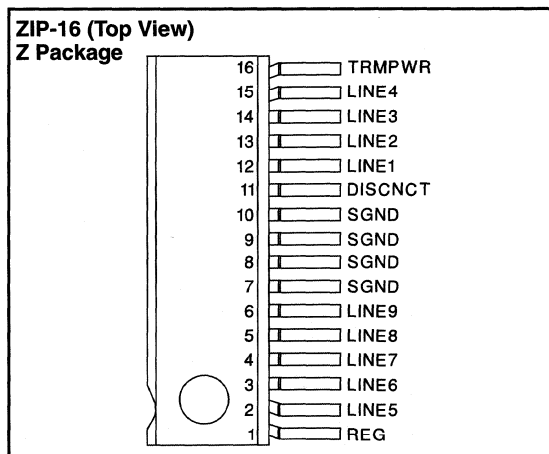 ZIP-16 (Top View)
Z Package
16 TRMPWR
15 LINE4
14 LINE3
13 LINE2
12 LINE1
11 DISCNCT
10 SGND
9 SGND
8 SGND
7 SGND
6 LINE9
5 LINE8
4 LINE7
3 LINE6
2 LINE5
1 REG